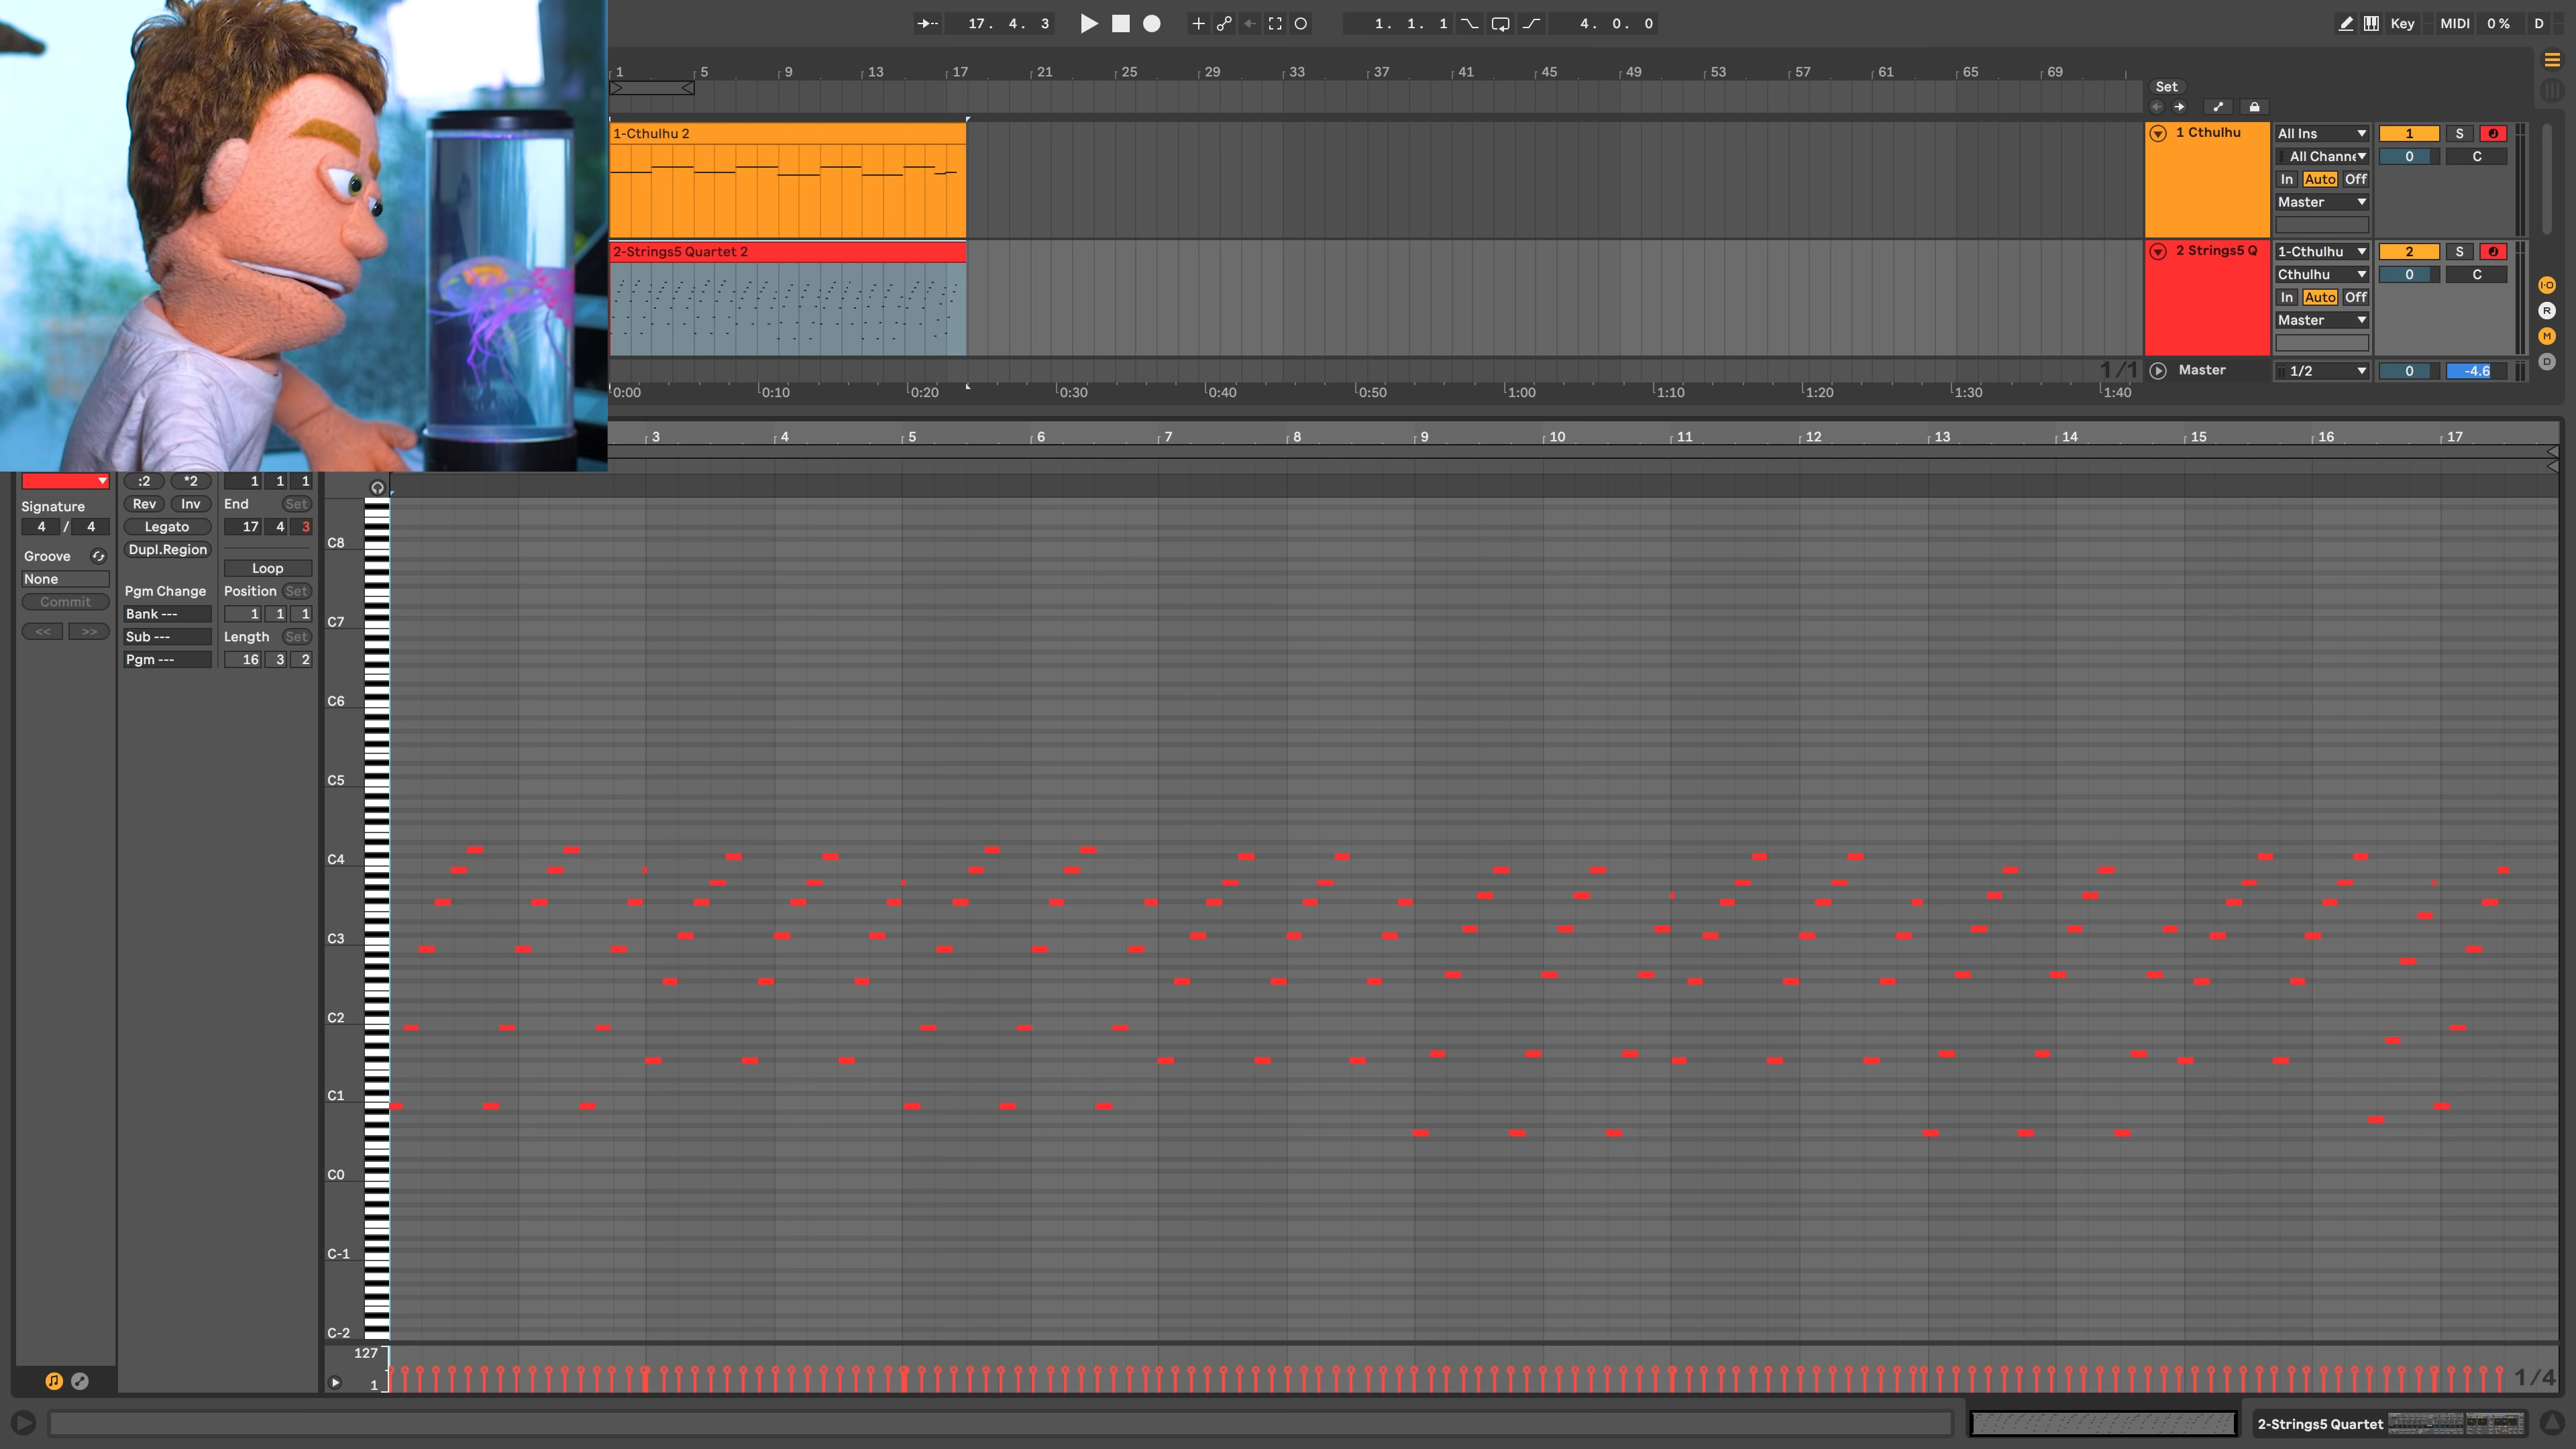 17. 4. 3
1. 1. 1
4. 0. 0
Key
MIDI
0 %
D
1 5 9 13 17 21 25 29 33 37 41 45 49 53 57 61 65 69
Set
1-Cthulhu 2
1 Cthulhu
All Ins
1
S
All Channe
0
C
In Auto Off
Master
2-Strings5 Quartet 2
2 Strings5 Q
1-Cthulhu
2
S
Cthulhu
0
C
In Auto Off
Master
I·O
R
M
D
1/1
Master
1/2
0
-4.6
0:00 0:10 0:20 0:30 0:40 0:50 1:00 1:10 1:20 1:30 1:40
3 4 5 6 7 8 9 10 11 12 13 14 15 16 17
:2 *2
1 1 1
Signature
Rev Inv
End Set
4 / 4
Legato
17 4 3
Dupl.Region
Groove
None
Loop
Commit
Pgm Change
Position Set
Bank ---
1 1 1
<< >>
Sub ---
Length Set
Pgm ---
16 3 2
C8
C7
C6
C5
C4
C3
C2
C1
C0
C-1
C-2
127
1
1/4
2-Strings5 Quartet